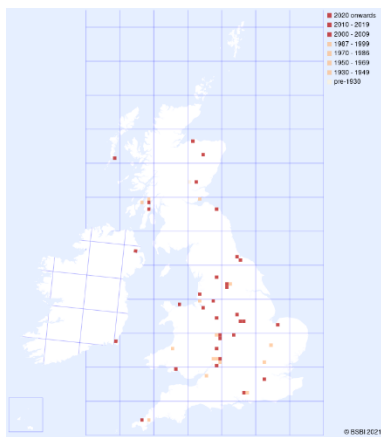 2020 onwards
2010 - 2019
2000 - 2009
1987 - 1999
1970 - 1986
1950 - 1969
1930 - 1949
pre-1930
© BSBI 2021